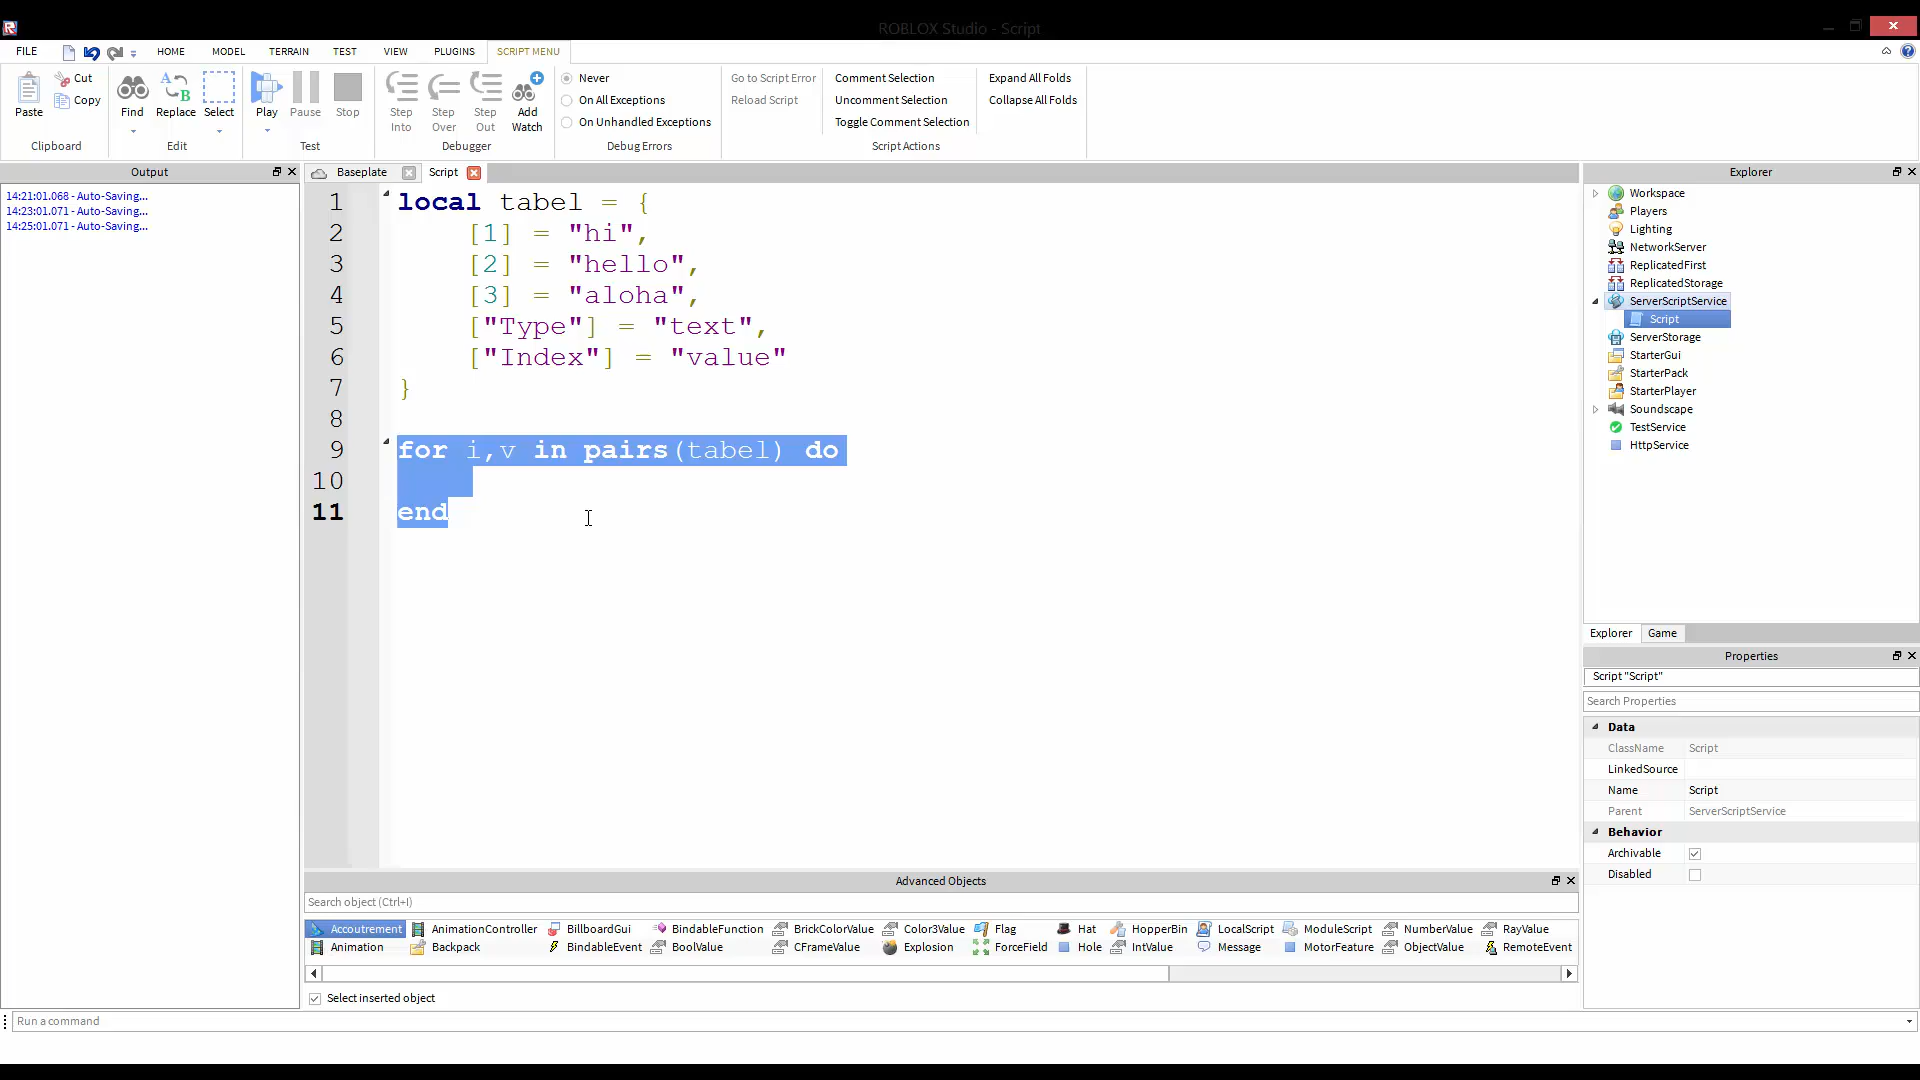 ROBLOX Studio - Script
FILE HOME MODEL TERRAIN TEST VIEW PLUGINS SCRIPT MENU
Paste
Cut
Copy
Clipboard
Find
Replace
Select
Edit
Play
Pause
Stop
Test
Step Into
Step Over
Step Out
Add Watch
Debugger
Never
On All Exceptions
On Unhandled Exceptions
Debug Errors
Go to Script Error
Reload Script
Comment Selection
Uncomment Selection
Toggle Comment Selection
Script Actions
Expand All Folds
Collapse All Folds
Output
14:21:01.068 - Auto-Saving...
14:23:01.071 - Auto-Saving...
14:25:01.071 - Auto-Saving...
Baseplate Script
1 local tabel = {
2 [1] = "hi",
3 [2] = "hello",
4 [3] = "aloha",
5 ["Type"] = "text",
6 ["Index"] = "value"
7 }
8
9 for i,v in pairs(tabel) do
10
11 end
Explorer
Workspace
Players
Lighting
NetworkServer
ReplicatedFirst
ReplicatedStorage
ServerScriptService
Script
ServerStorage
StarterGui
StarterPack
StarterPlayer
Soundscape
TestService
HttpService
Explorer Game
Properties
Script "Script"
Search Properties
Data
ClassName Script
LinkedSource
Name Script
Parent ServerScriptService
Behavior
Archivable
Disabled
Advanced Objects
Search object (Ctrl+I)
Accoutrement AnimationController BillboardGui BindableFunction BrickColorValue Color3Value Flag Hat HopperBin LocalScript ModuleScript NumberValue RayValue
Animation Backpack BindableEvent BoolValue CFrameValue Explosion ForceField Hole IntValue Message MotorFeature ObjectValue RemoteEvent
Select inserted object
Run a command